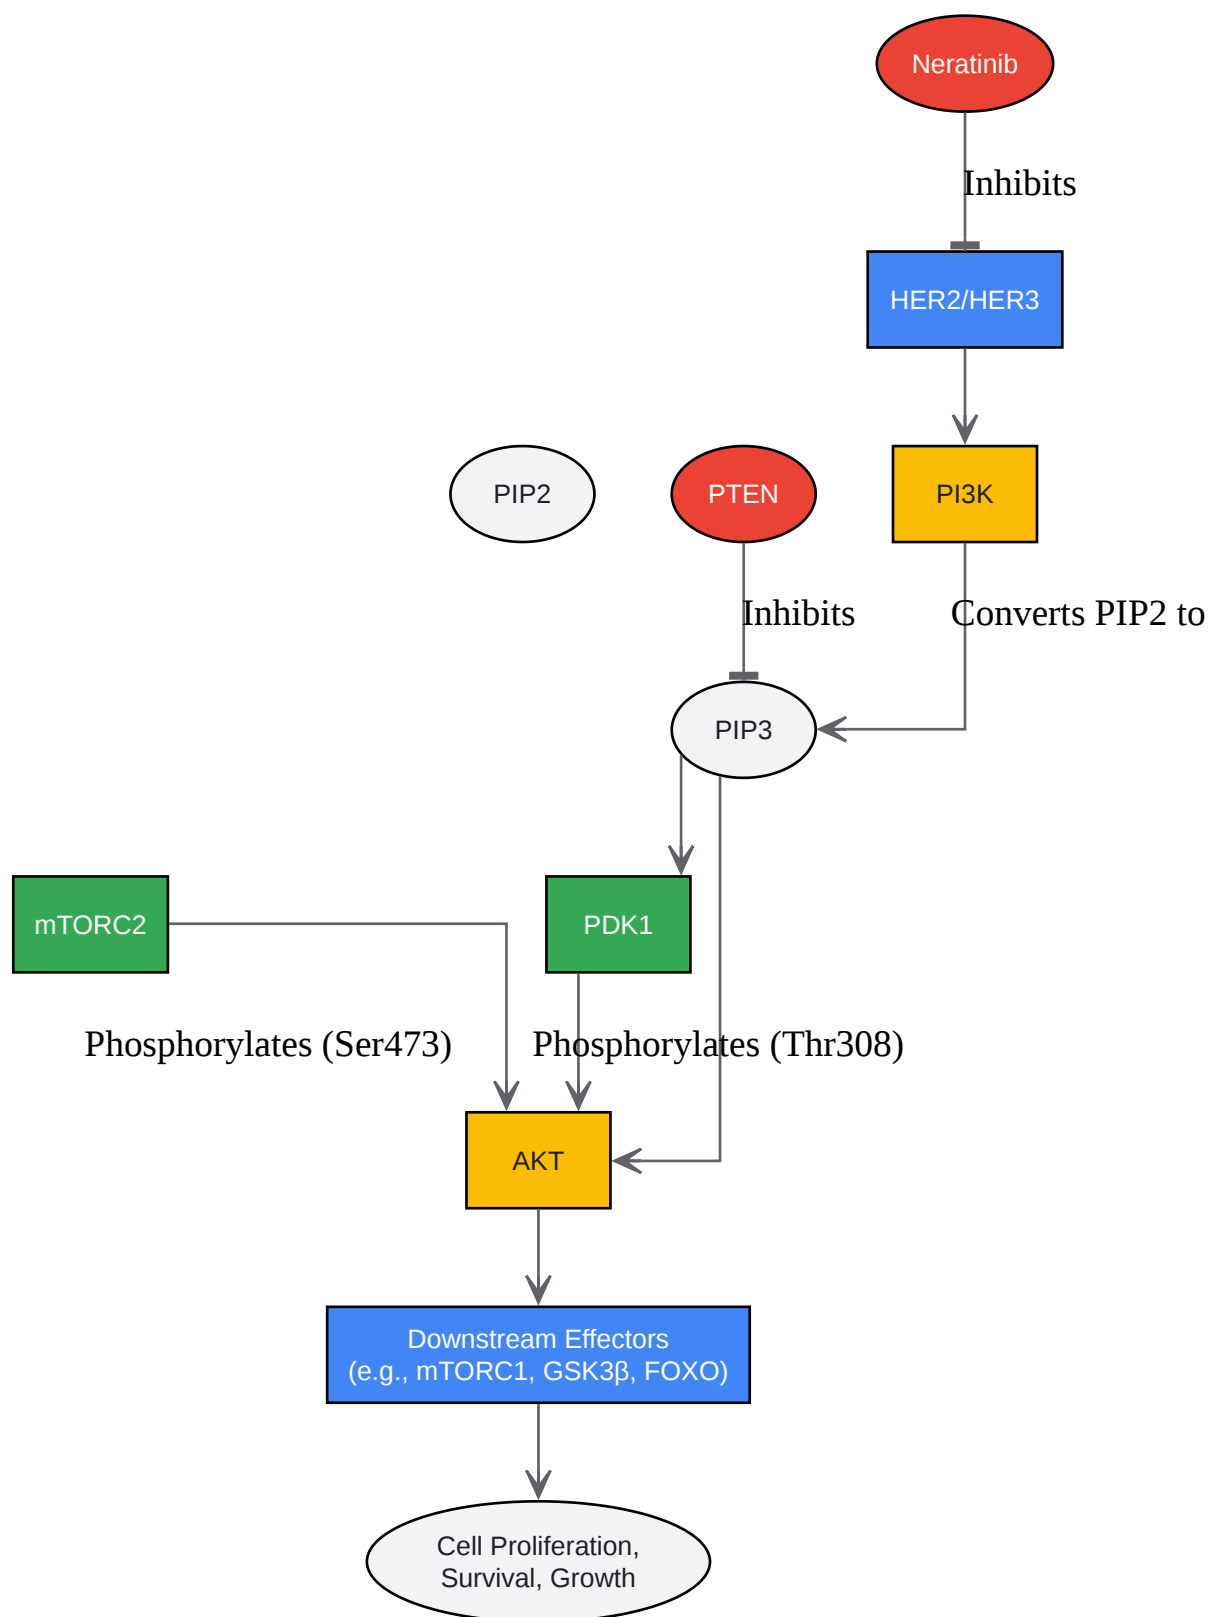 Neratinib
Inhibits
HER2/HER3
PIP2
PTEN
PI3K
Inhibits
Converts PIP2 to
PIP3
mTORC2
PDK1
Phosphorylates (Ser473)
Phosphorylates (Thr308)
AKT
Downstream Effectors
(e.g., mTORC1, GSK3β, FOXO)
Cell Proliferation,
Survival, Growth